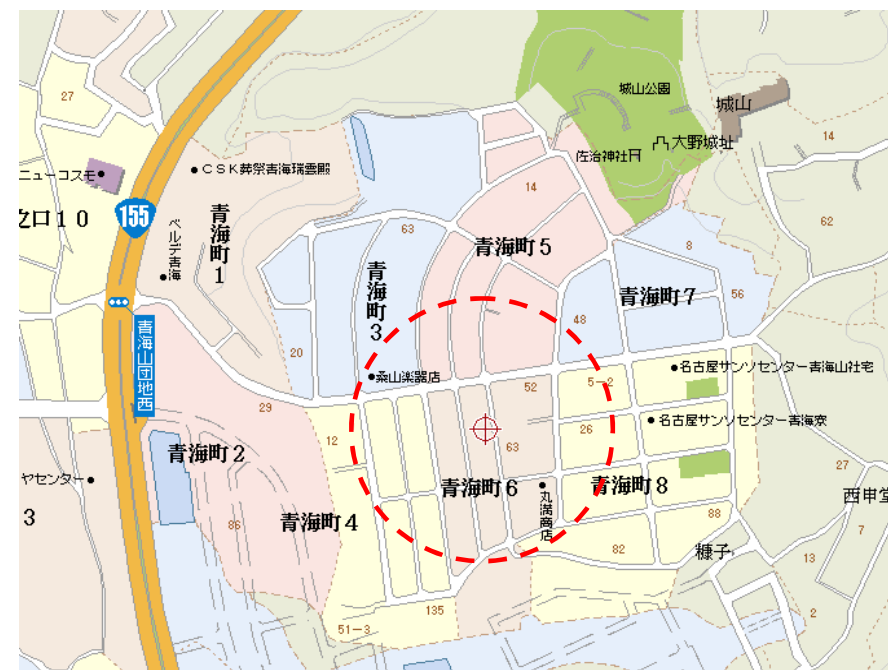 城山公園
城山
27
14
大野城址
佐治神社
CSK葬祭青海瑞雲殿
ニューコスモ
14
155
之口10
青海町1
ベルデ青海
63
青海町5
62
8
青海町3
青海町7
56
青海山団地西
48
20
桑山楽器店
名古屋サンソセンター青海山社宅
52
5-2
29
名古屋サンソセンター青海寮
12
26
青海町2
63
27
ヤセンター
青海町6
青海町8
丸満商店
西申堂
3
86
青海町4
88
7
82
糠子
13
135
2
51-3